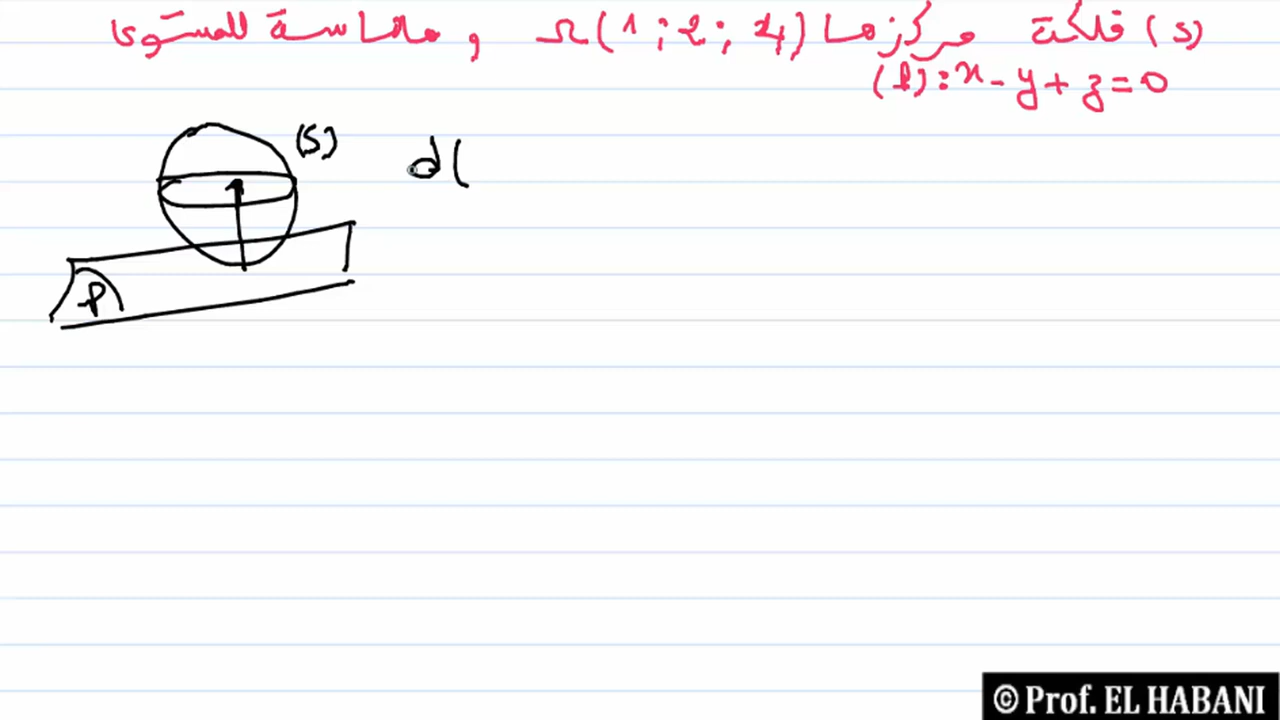 (S) فلكة مركزها Ω(1;2;4) و مماسة للمستوى
(P): x - y + z = 0
(S)
d(
P
© Prof. EL HABANI